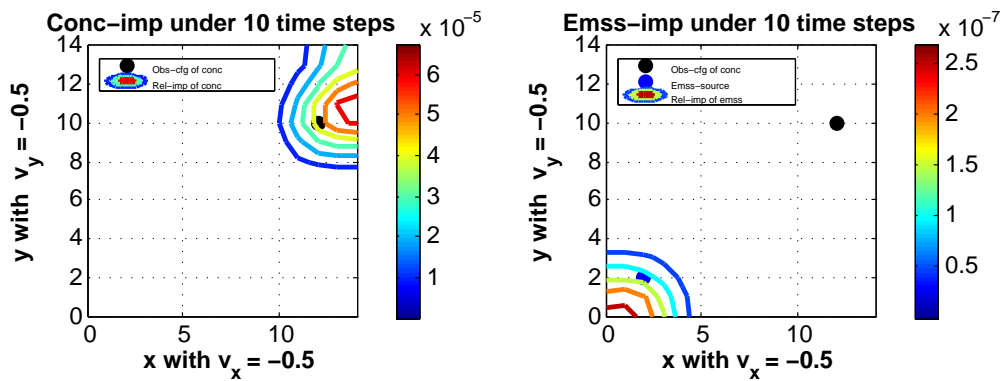 Conc-imp under 10 time steps
x 10⁻⁵
Obs-cfg of conc
Rel-imp of conc
14
12
10
8
6
4
2
0
0 5 10
y with v_y = -0.5
x with v_x = -0.5
6
5
4
3
2
1
Emss-imp under 10 time steps
x 10⁻⁷
Obs-cfg of conc
Emss-source
Rel-imp of emss
14
12
10
8
6
4
2
0
0 5 10
y with v_y = -0.5
x with v_x = -0.5
2.5
2
1.5
1
0.5